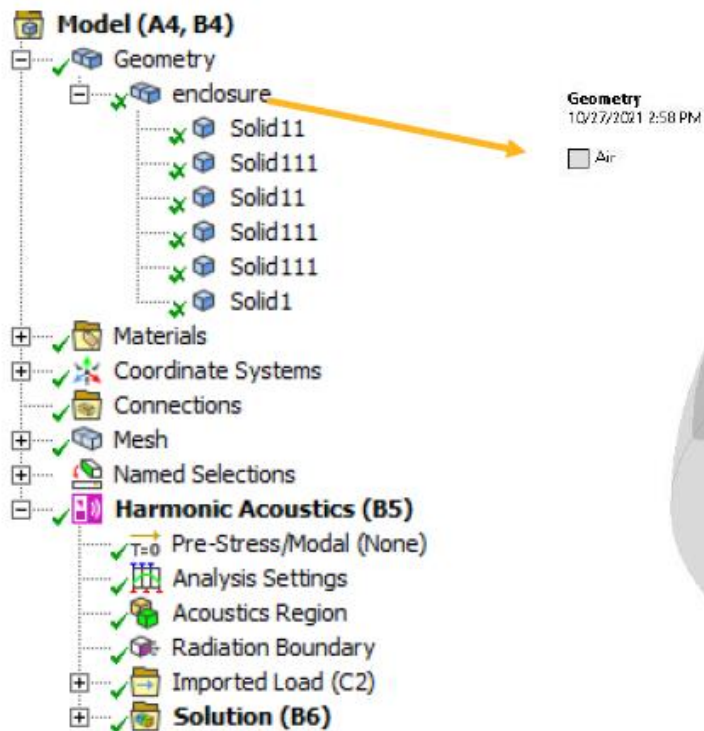 Model (A4, B4)
Geometry
enclosure
Solid11
Solid111
Solid11
Solid111
Solid111
Solid1
Materials
Coordinate Systems
Connections
Mesh
Named Selections
Harmonic Acoustics (B5)
T=0 Pre-Stress/Modal (None)
Analysis Settings
Acoustics Region
Radiation Boundary
Imported Load (C2)
Solution (B6)
Geometry
10/27/2021 2:58 PM
Air